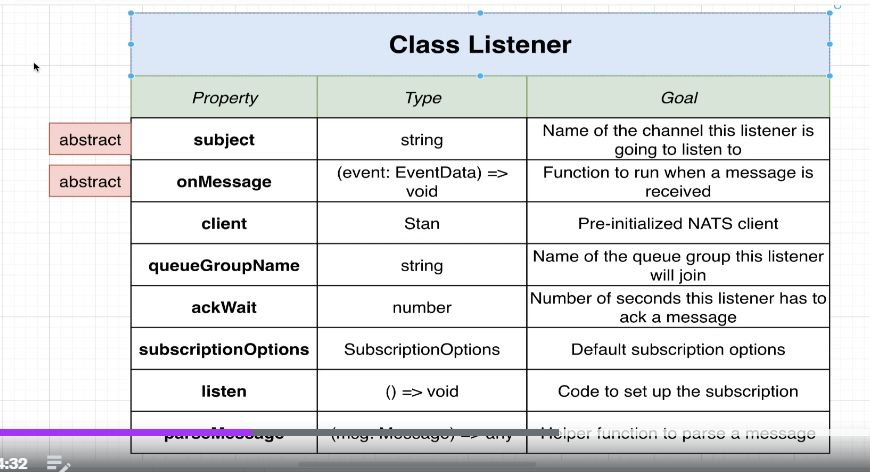 Class Listener
Property Type Goal
abstract subject string Name of the channel this listener is
going to listen to
abstract onMessage (event: EventData) =>
void Function to run when a message is
received
client Stan Pre-initialized NATS client
queueGroupName string Name of the queue group this listener
will join
ackWait number Number of seconds this listener has to
ack a message
subscriptionOptions SubscriptionOptions Default subscription options
listen () => void Code to set up the subscription
parseMessage (msg: Message) => any Helper function to parse a message
4:32